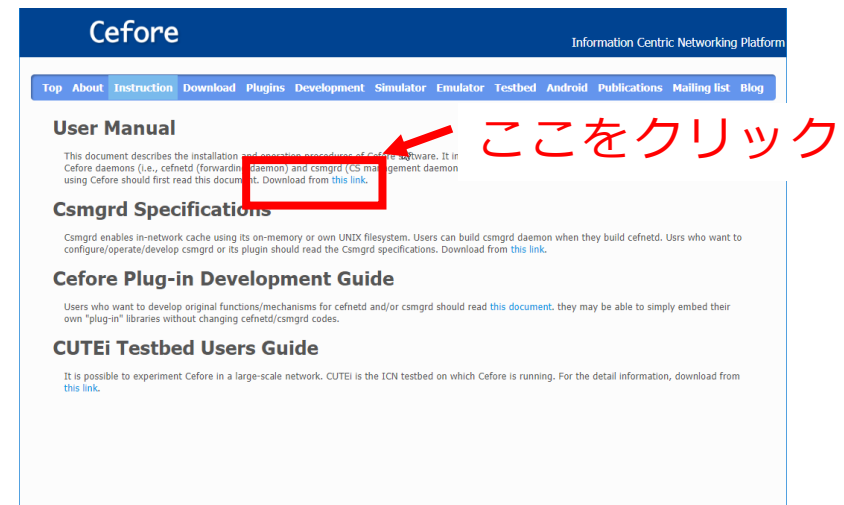 Cefore
Information Centric Networking Platform
Top About Instruction Download Plugins Development Simulator Emulator Testbed Android Publications Mailing list Blog
User Manual
ここをクリック
This document describes the installation and operation procedures of Cefore software. It
Cefore daemons (i.e., cefnetd (forwarding daemon) and csmgrd (CS management daemon
using Cefore should first read this document. Download from this link.
Csmgrd Specifications
Csmgrd enables in-network cache using its on-memory or own UNIX filesystem. Users can build csmgrd daemon when they build cefnetd. Usrs who want to
configure/operate/develop csmgrd or its plugin should read the Csmgrd specifications. Download from this link.
Cefore Plug-in Development Guide
Users who want to develop original functions/mechanisms for cefnetd and/or csmgrd should read this document. they may be able to simply embed their
own "plug-in" libraries without changing cefnetd/csmgrd codes.
CUTEi Testbed Users Guide
It is possible to experiment Cefore in a large-scale network. CUTEi is the ICN testbed on which Cefore is running. For the detail information, download from
this link.